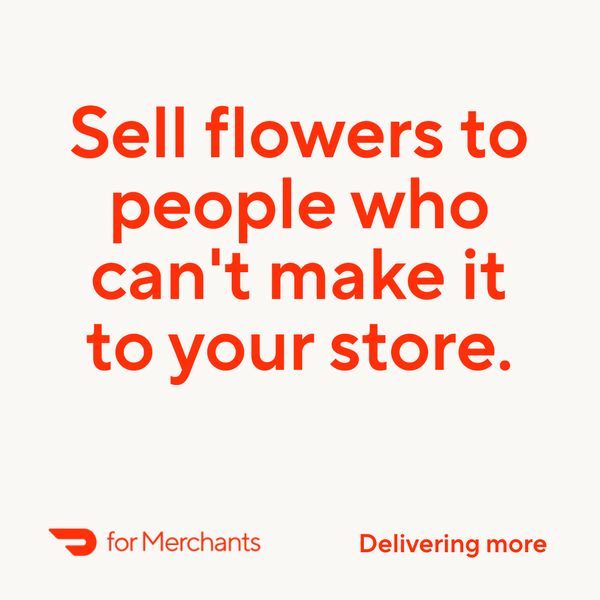 Sell flowers to
people who
can't make it
to your store.
for Merchants
Delivering more